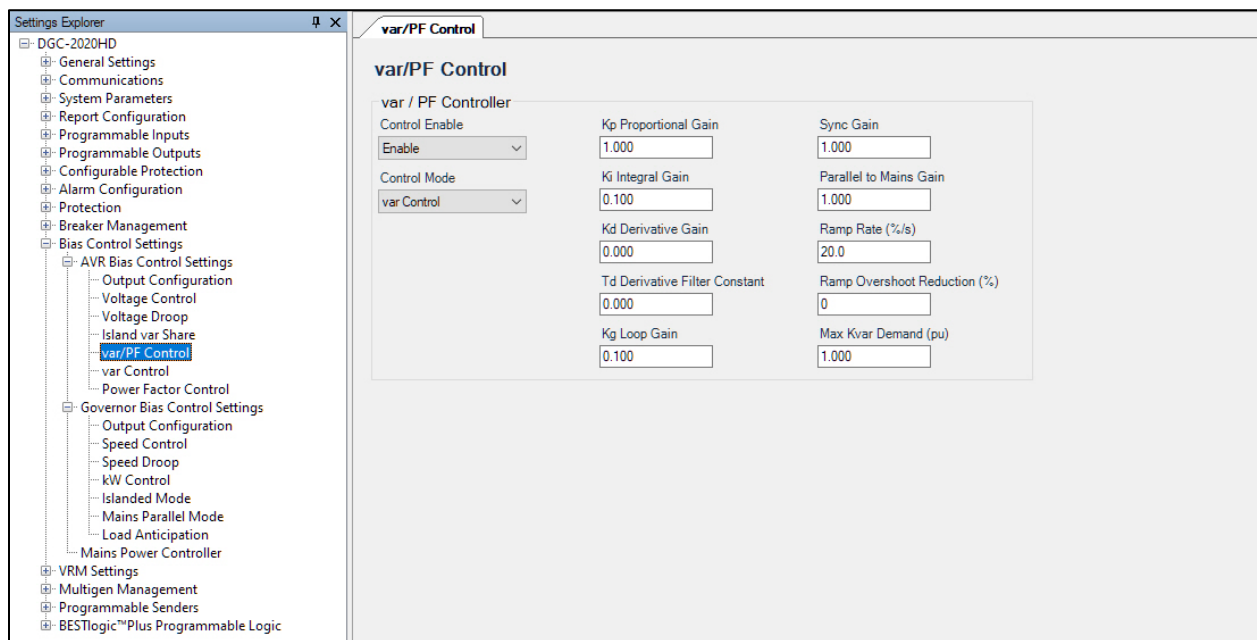 Settings Explorer
DGC-2020HD
General Settings
Communications
System Parameters
Report Configuration
Programmable Inputs
Programmable Outputs
Configurable Protection
Alarm Configuration
Protection
Breaker Management
Bias Control Settings
AVR Bias Control Settings
Output Configuration
Voltage Control
Voltage Droop
Island var Share
var/PF Control
var Control
Power Factor Control
Governor Bias Control Settings
Output Configuration
Speed Control
Speed Droop
kW Control
Islanded Mode
Mains Parallel Mode
Load Anticipation
Mains Power Controller
VRM Settings
Multigen Management
Programmable Senders
BESTlogic™Plus Programmable Logic
var/PF Control
var/PF Control
var / PF Controller
Control Enable
Enable
Control Mode
var Control
Kp Proportional Gain
1.000
Ki Integral Gain
0.100
Kd Derivative Gain
0.000
Td Derivative Filter Constant
0.000
Kg Loop Gain
0.100
Sync Gain
1.000
Parallel to Mains Gain
1.000
Ramp Rate (%/s)
20.0
Ramp Overshoot Reduction (%)
0
Max Kvar Demand (pu)
1.000